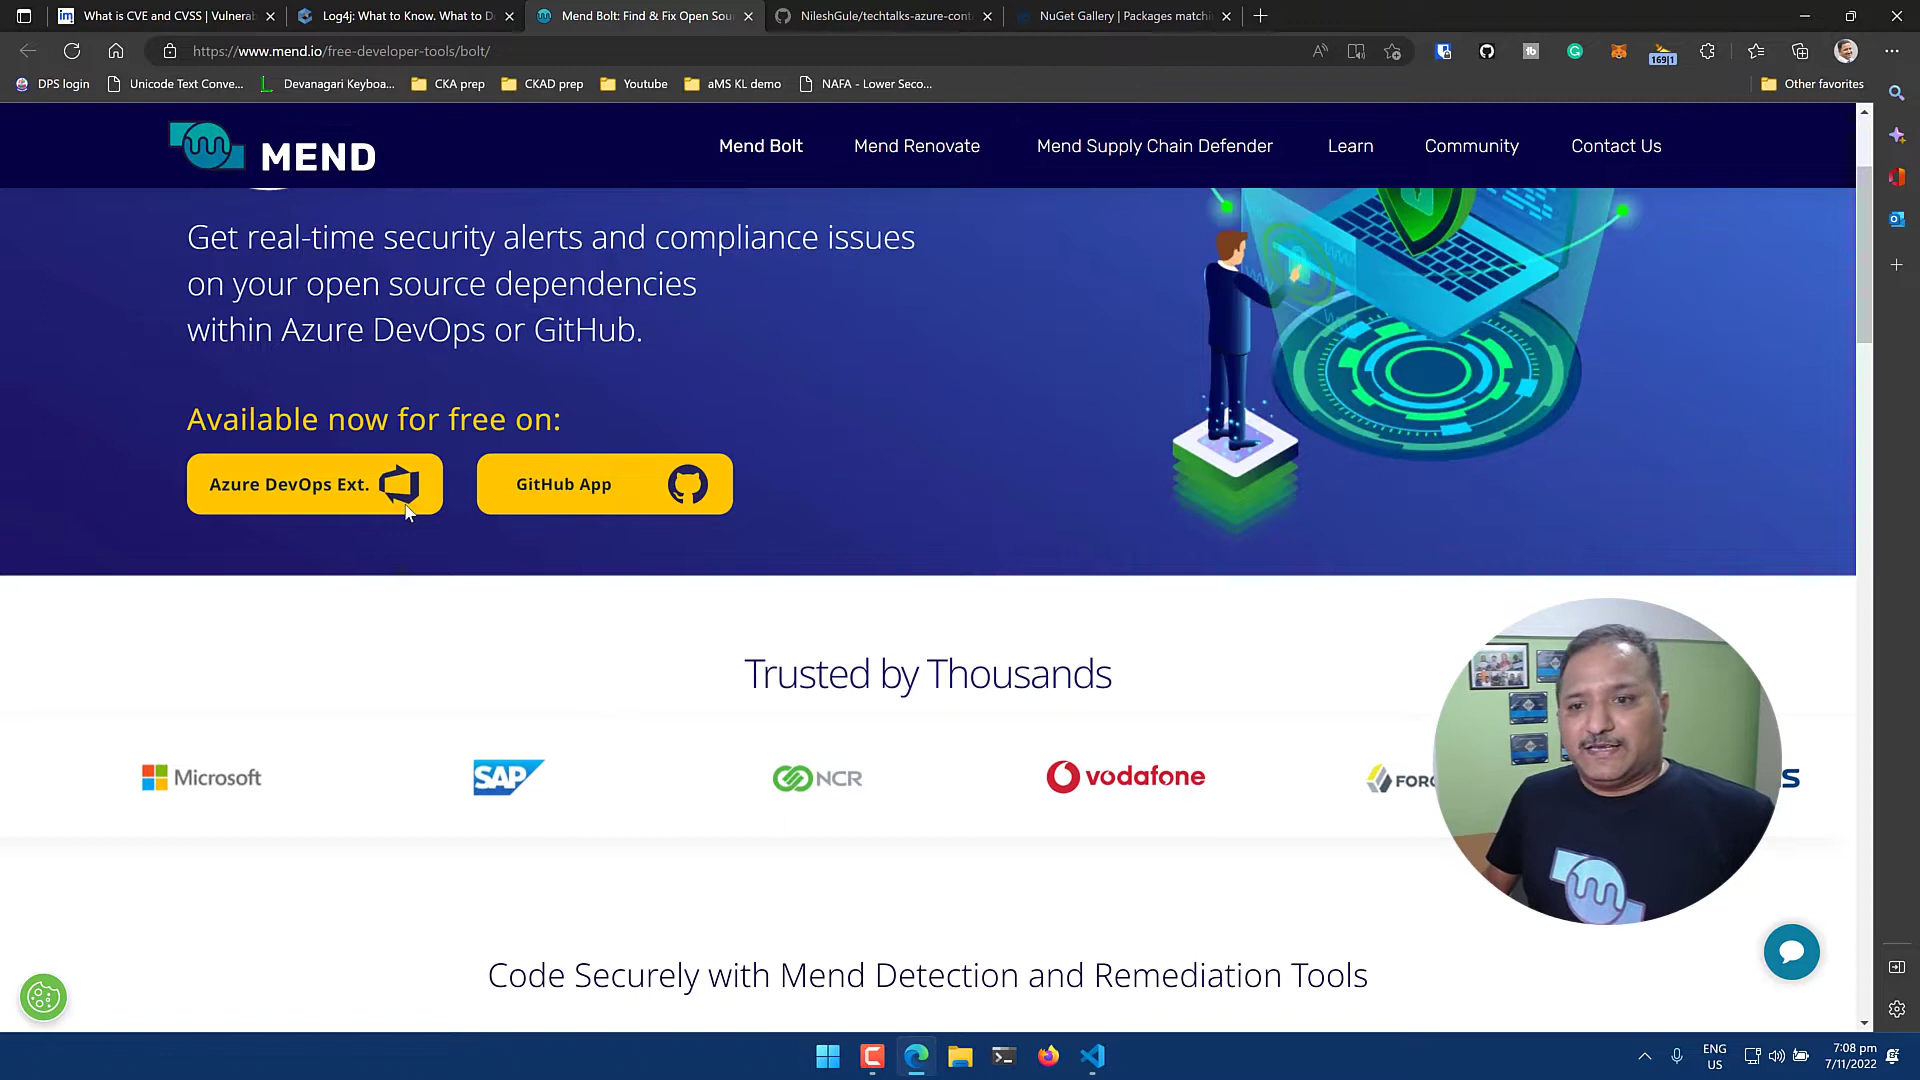 What is CVE and CVSS | Vulnerab
Log4j: What to Know. What to D
Mend Bolt: Find & Fix Open Sou
NileshGule/techtalks-azure-cont
NuGet Gallery | Packages matchi
https://www.mend.io/free-developer-tools/bolt/
169|1
DPS login
Unicode Text Conve...
Devanagari Keyboa...
CKA prep
CKAD prep
Youtube
aMS KL demo
NAFA - Lower Seco...
Other favorites
MEND
Mend Bolt
Mend Renovate
Mend Supply Chain Defender
Learn
Community
Contact Us
Get real-time security alerts and compliance issues
on your open source dependencies
within Azure DevOps or GitHub.
Available now for free on:
Azure DevOps Ext.
GitHub App
Trusted by Thousands
Microsoft
SAP
NCR
vodafone
Code Securely with Mend Detection and Remediation Tools
ENG
US
7:08 pm
7/11/2022